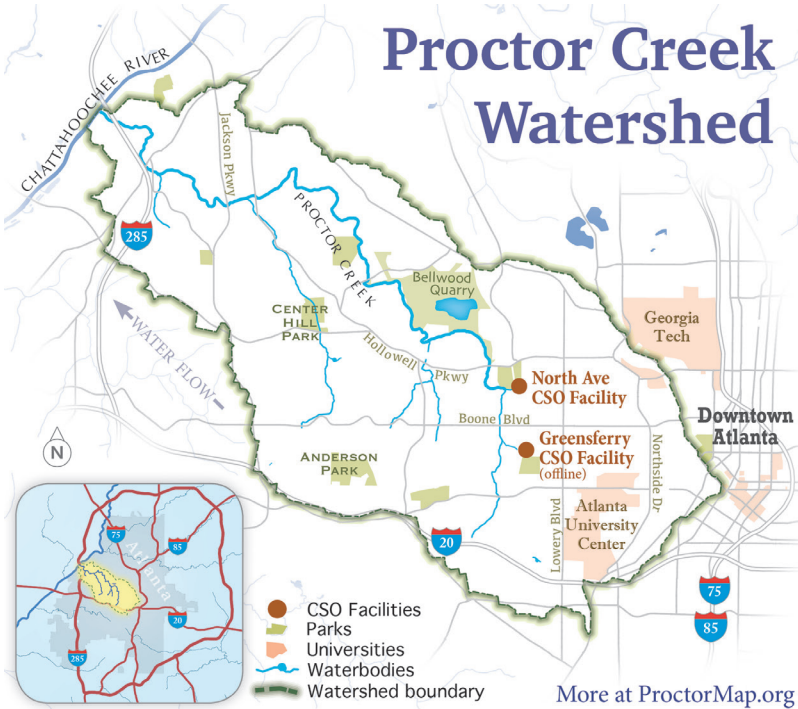 Proctor Creek
Watershed
CHATTAHOOCHEE RIVER
Jackson Pkwy
285
PROCTOR CREEK
Bellwood
Quarry
CENTER
HILL
PARK
WATER FLOW
Hollowell Pkwy
Georgia
Tech
North Ave
CSO Facility
Boone Blvd
Downtown
Atlanta
Greensferry
CSO Facility
(offline)
Northside Dr
ANDERSON
PARK
N
Lowery Blvd
Atlanta
University
Center
20
75
85
75
85
Atlanta
20
285
CSO Facilities
Parks
Universities
Waterbodies
Watershed boundary
More at ProctorMap.org